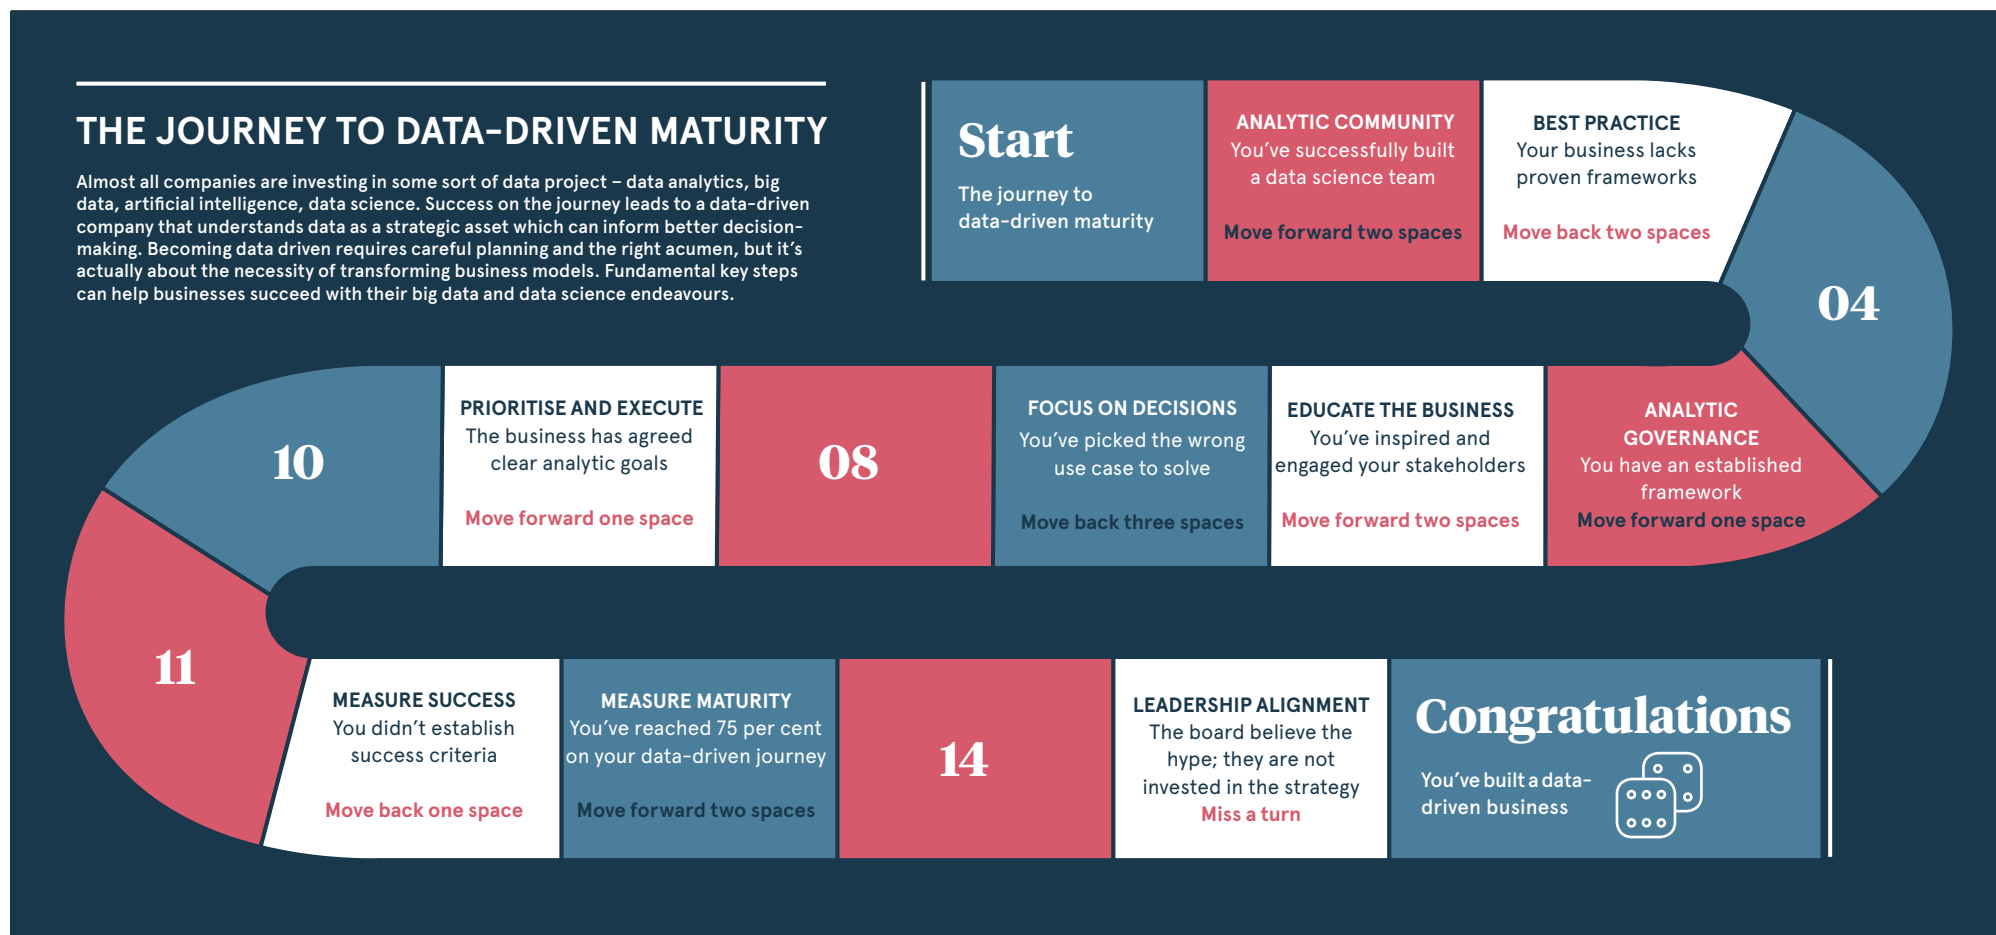 THE JOURNEY TO DATA-DRIVEN MATURITY
Almost all companies are investing in some sort of data project – data analytics, big
data, artificial intelligence, data science. Success on the journey leads to a data-driven
company that understands data as a strategic asset which can inform better decision-
making. Becoming data driven requires careful planning and the right acumen, but it’s
actually about the necessity of transforming business models. Fundamental key steps
can help businesses succeed with their big data and data science endeavours.
Start
The journey to
data-driven maturity
ANALYTIC COMMUNITY
You’ve successfully built
a data science team
Move forward two spaces
BEST PRACTICE
Your business lacks
proven frameworks
Move back two spaces
04
ANALYTIC
GOVERNANCE
You have an established
framework
Move forward one space
EDUCATE THE BUSINESS
You’ve inspired and
engaged your stakeholders
Move forward two spaces
FOCUS ON DECISIONS
You’ve picked the wrong
use case to solve
Move back three spaces
08
PRIORITISE AND EXECUTE
The business has agreed
clear analytic goals
Move forward one space
10
11
MEASURE SUCCESS
You didn’t establish
success criteria
Move back one space
MEASURE MATURITY
You’ve reached 75 per cent
on your data-driven journey
Move forward two spaces
14
LEADERSHIP ALIGNMENT
The board believe the
hype; they are not
invested in the strategy
Miss a turn
Congratulations
You’ve built a data-
driven business